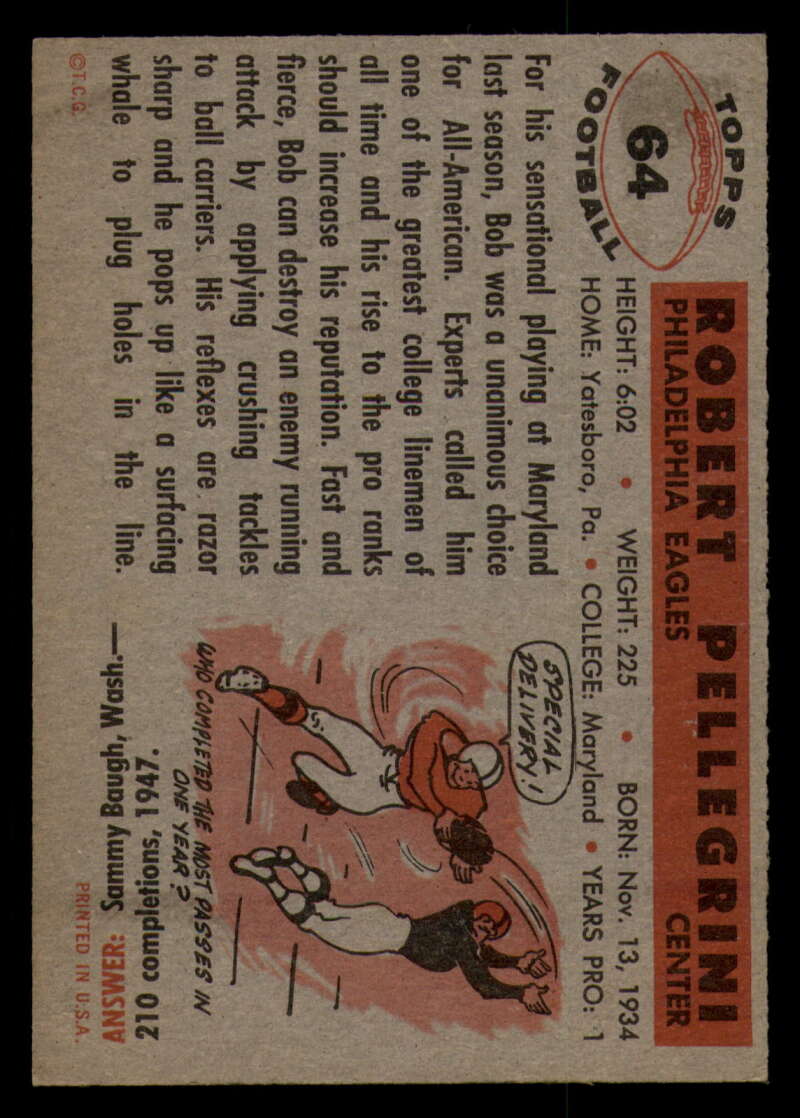 TOPPS
64
FOOTBALL
ROBERT PELLEGRINI
PHILADELPHIA EAGLES CENTER
HEIGHT: 6:02 • WEIGHT: 225 • BORN: Nov. 13, 1934
HOME: Yatesboro, Pa. • COLLEGE: Maryland • YEARS PRO: 1
For his sensational playing at Maryland
last season, Bob was a unanimous choice
for All-American. Experts called him
one of the greatest college linemen of
all time and his rise to the pro ranks
should increase his reputation. Fast and
fierce, Bob can destroy an enemy running
attack by applying crushing tackles
to ball carriers. His reflexes are razor
sharp and he pops up like a surfacing
whale to plug holes in the line.
©T.C.G.
SPECIAL
DELIVERY!
WHO COMPLETED THE MOST PASSES IN
ONE YEAR?
ANSWER: Sammy Baugh, Wash.—
210 completions, 1947.
PRINTED IN U.S.A.